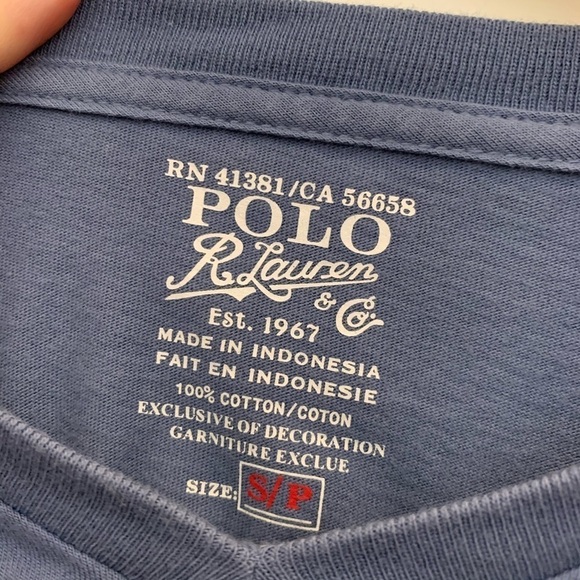 RN 41381/CA 56658
POLO
R. Lauren
& Co.
Est. 1967
MADE IN INDONESIA
FAIT EN INDONESIE
100% COTTON/COTON
EXCLUSIVE OF DECORATION
GARNITURE EXCLUE
SIZE: S/P